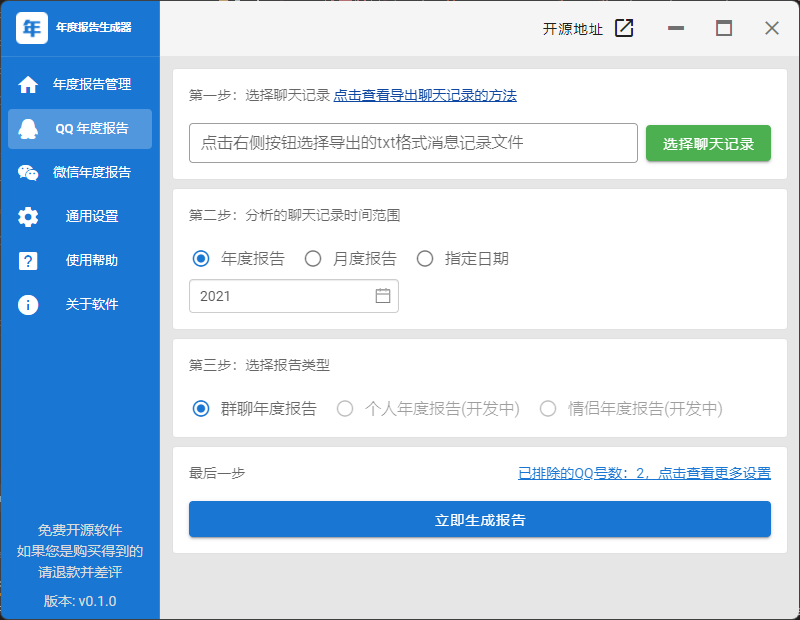 年 年度报告生成器
开源地址
年度报告管理
QQ 年度报告
微信年度报告
通用设置
使用帮助
关于软件
免费开源软件
如果您是购买得到的
请退款并差评
版本: v0.1.0
第一步：选择聊天记录 点击查看导出聊天记录的方法
点击右侧按钮选择导出的txt格式消息记录文件
选择聊天记录
第二步：分析的聊天记录时间范围
年度报告 月度报告 指定日期
2021
第三步：选择报告类型
群聊年度报告 个人年度报告(开发中) 情侣年度报告(开发中)
最后一步
已排除的QQ号数：2，点击查看更多设置
立即生成报告